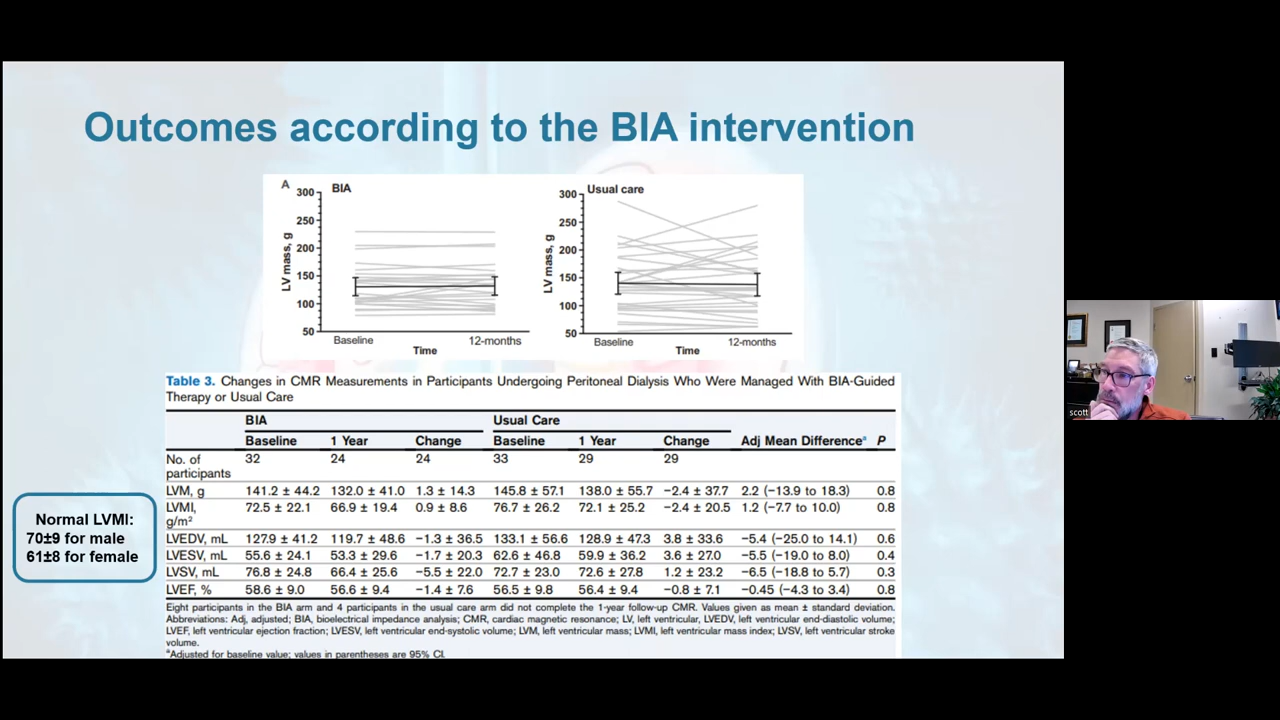 Outcomes according to the BIA intervention
A
BIA
300
250
200
150
100
50
LV mass, g
Baseline
12-months
Time
Usual care
300
250
200
150
100
50
LV mass, g
Baseline
12-months
Time
Table 3. Changes in CMR Measurements in Participants Undergoing Peritoneal Dialysis Who Were Managed With BIA-Guided
Therapy or Usual Care
BIA Usual Care
Baseline 1 Year Change Baseline 1 Year Change Adj Mean Differenceᵃ P
No. of participants 32 24 24 33 29 29
LVM, g 141.2 ± 44.2 132.0 ± 41.0 1.3 ± 14.3 145.8 ± 57.1 138.0 ± 55.7 −2.4 ± 37.7 2.2 (−13.9 to 18.3) 0.8
LVMI, g/m² 72.5 ± 22.1 66.9 ± 19.4 0.9 ± 8.6 76.7 ± 26.2 72.1 ± 25.2 −2.4 ± 20.5 1.2 (−7.7 to 10.0) 0.8
LVEDV, mL 127.9 ± 41.2 119.7 ± 48.6 −1.3 ± 36.5 133.1 ± 56.6 128.9 ± 47.3 3.8 ± 33.6 −5.4 (−25.0 to 14.1) 0.6
LVESV, mL 55.6 ± 24.1 53.3 ± 29.6 −1.7 ± 20.3 62.6 ± 46.8 59.9 ± 36.2 3.6 ± 27.0 −5.5 (−19.0 to 8.0) 0.4
LVSV, mL 76.8 ± 24.8 66.4 ± 25.6 −5.5 ± 22.0 72.7 ± 23.0 72.6 ± 27.8 1.2 ± 23.2 −6.5 (−18.8 to 5.7) 0.3
LVEF, % 58.6 ± 9.0 56.6 ± 9.4 −1.4 ± 7.6 56.5 ± 9.8 56.4 ± 9.4 −0.8 ± 7.1 −0.45 (−4.3 to 3.4) 0.8
Eight participants in the BIA arm and 4 participants in the usual care arm did not complete the 1-year follow-up CMR. Values given as mean ± standard deviation.
Abbreviations: Adj, adjusted; BIA, bioelectrical impedance analysis; CMR, cardiac magnetic resonance; LV, left ventricular, LVEDV, left ventricular end-diastolic volume;
LVEF, left ventricular ejection fraction; LVESV, left ventricular end-systolic volume; LVM, left ventricular mass; LVMI, left ventricular mass index; LVSV, left ventricular stroke
volume.
ᵃAdjusted for baseline value; values in parentheses are 95% CI.
Normal LVMI:
70±9 for male
61±8 for female
scott